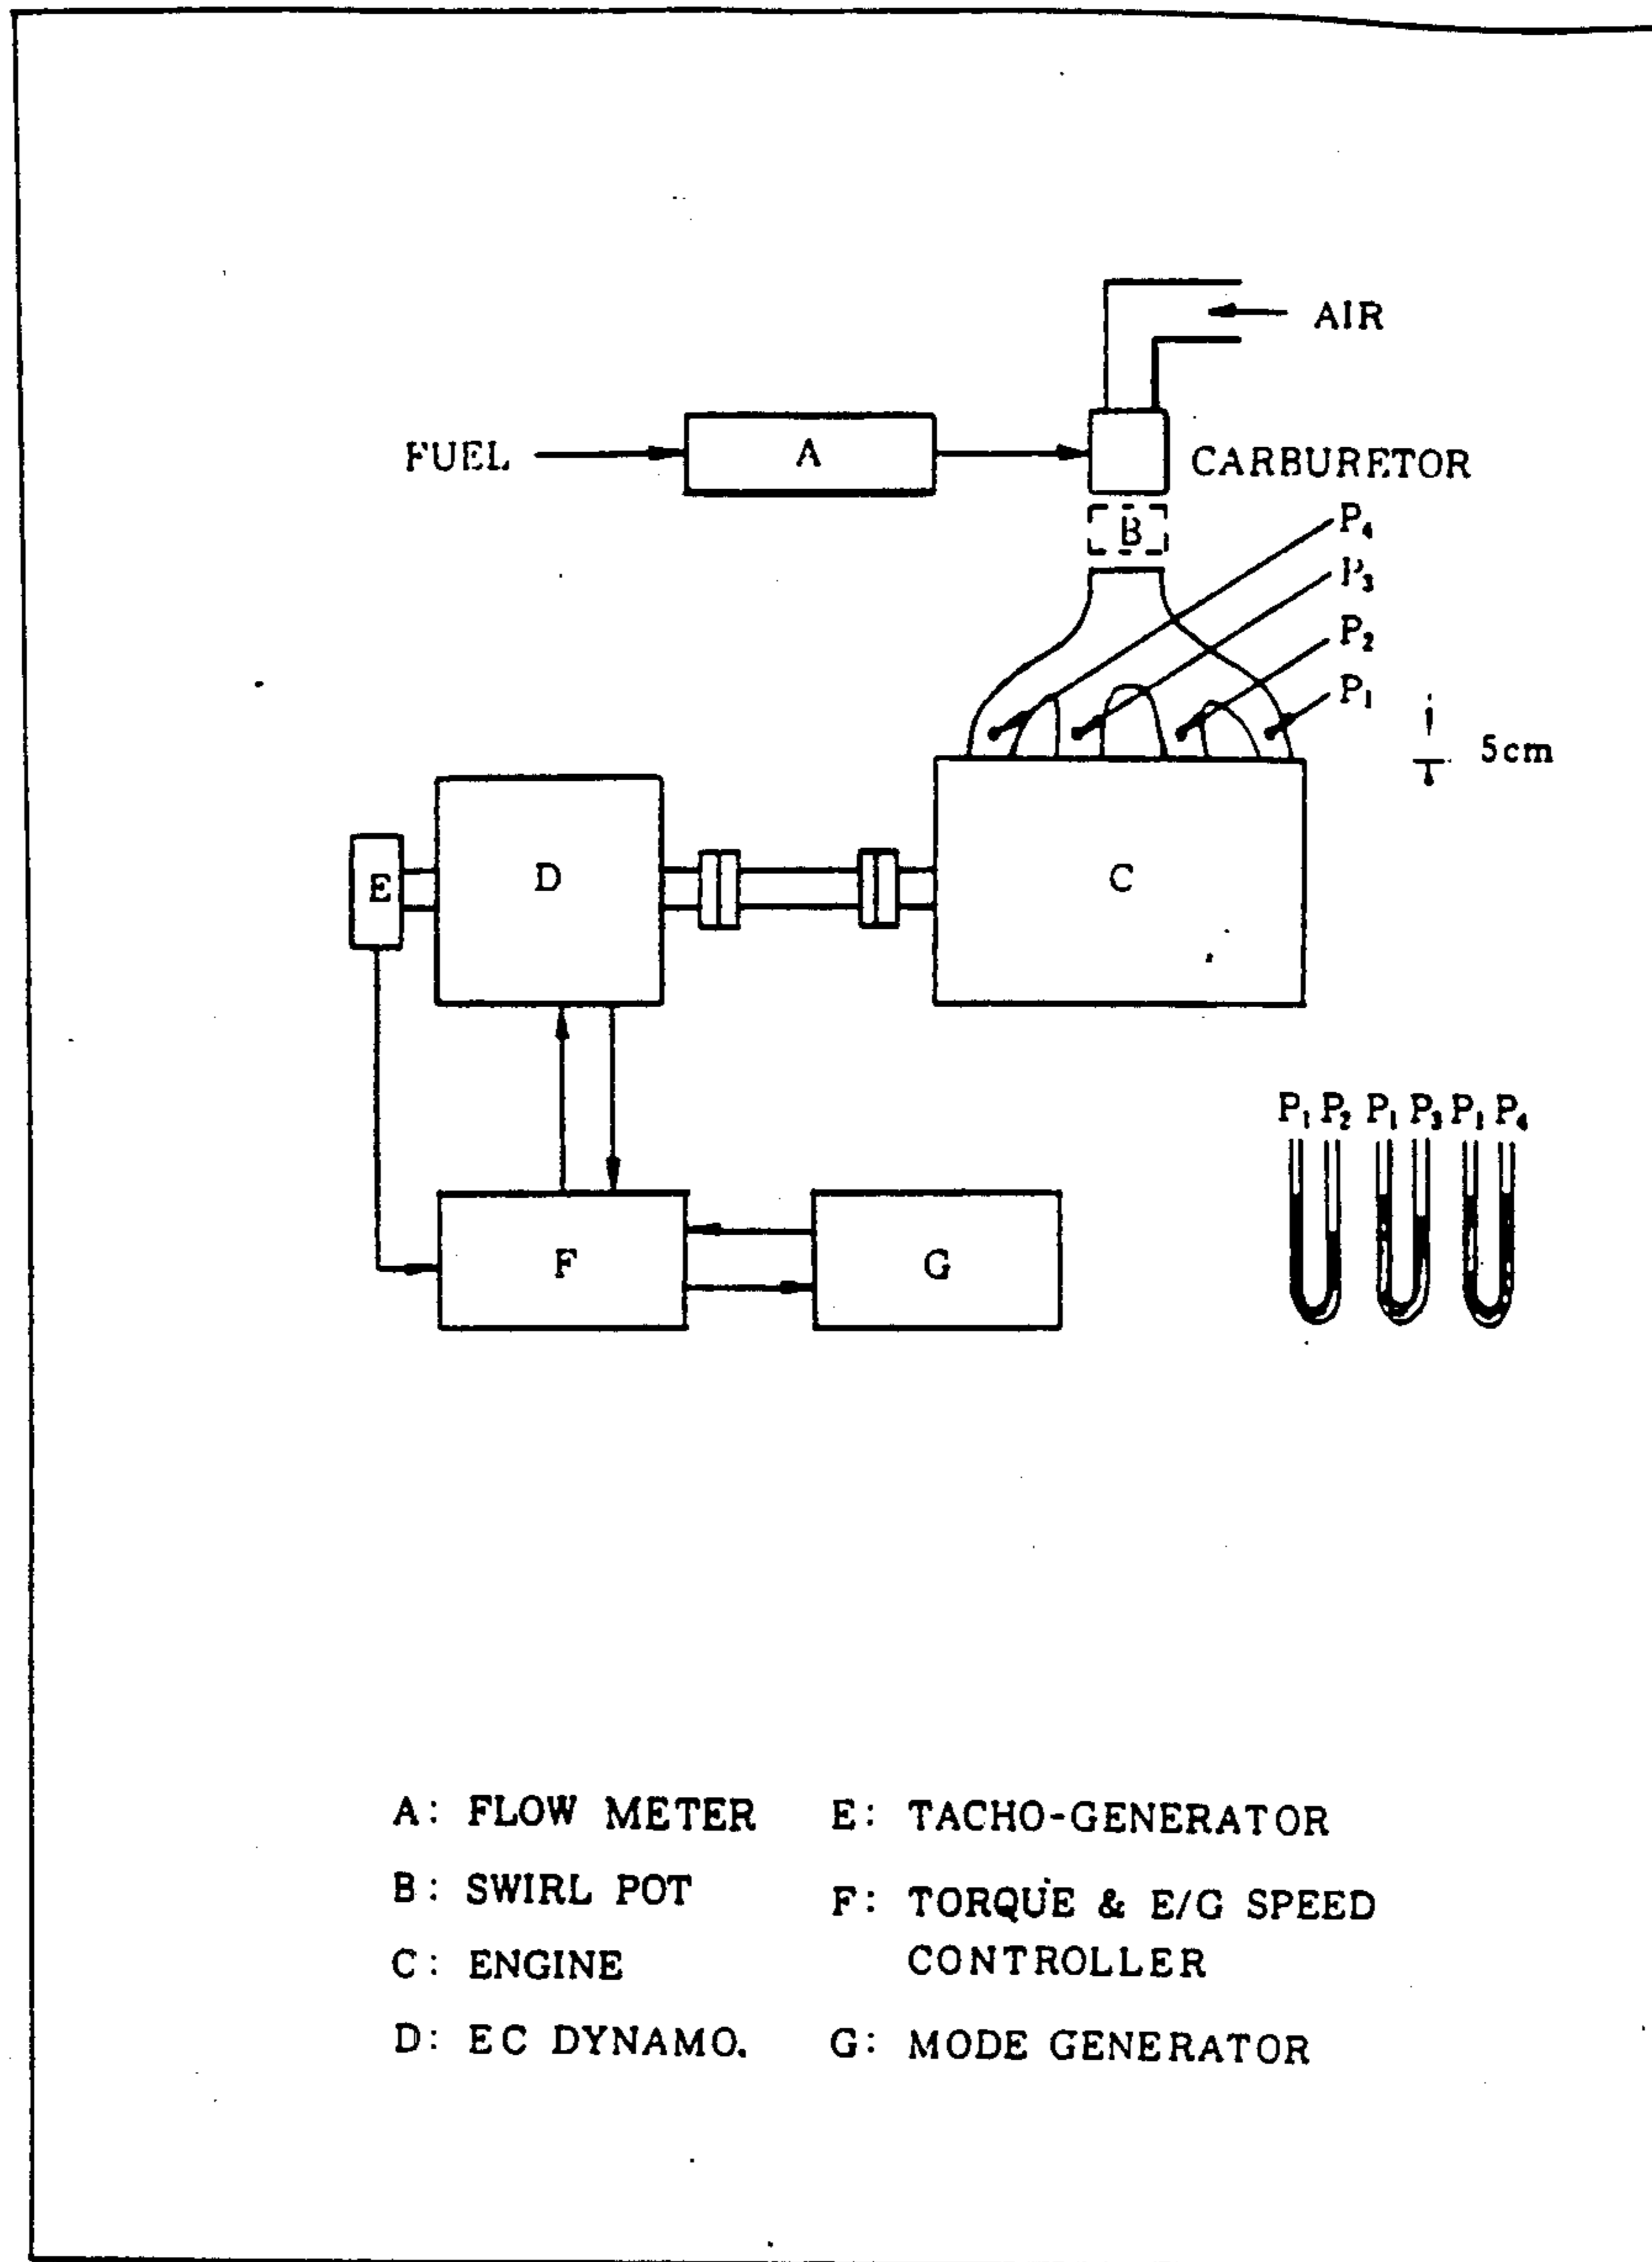 AIR
FUEL
A
CARBURETOR
B
P₄
P₃
P₂
P₁
5cm
E
D
C
P₁ P₂ P₁ P₃ P₁ P₄
F
G
A: FLOW METER
B: SWIRL POT
C: ENGINE
D: EC DYNAMO.
E: TACHO-GENERATOR
F: TORQUE & E/G SPEED
CONTROLLER
G: MODE GENERATOR